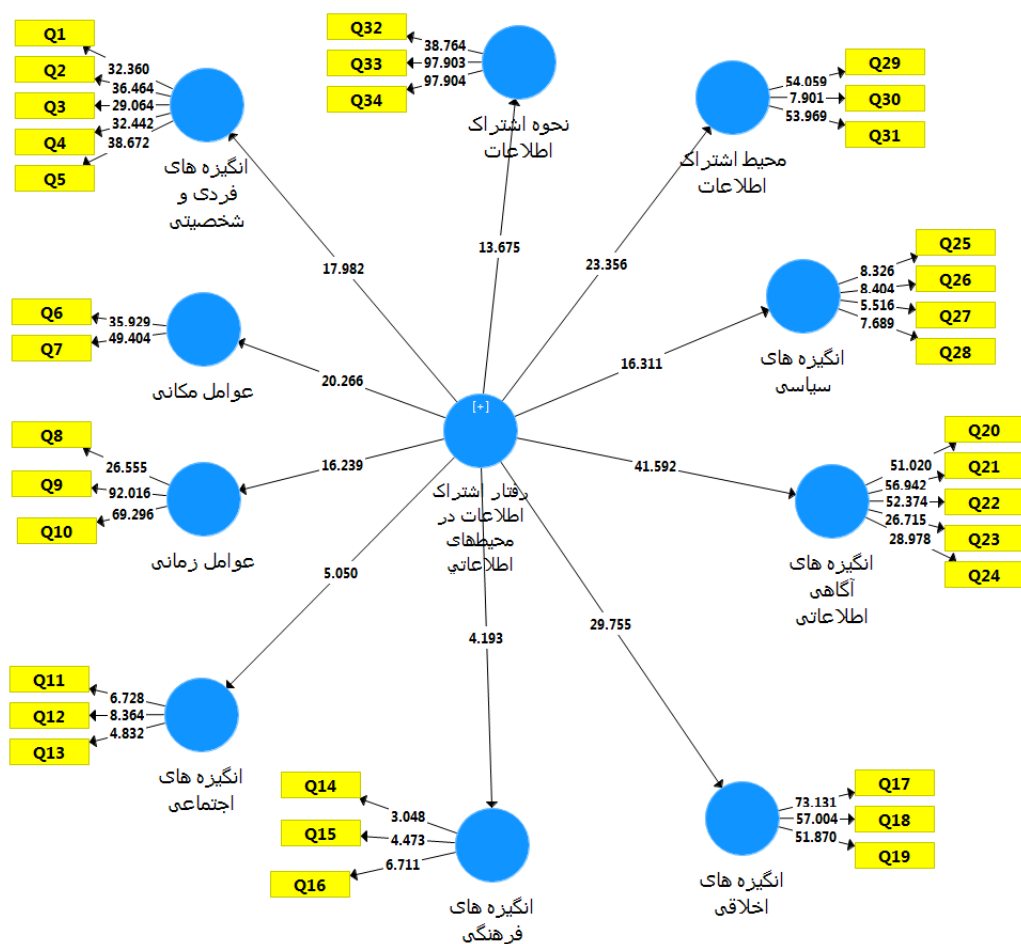 Q1
Q2
Q3
Q4
Q5
32.360
36.464
29.064
32.442
38.672
انگیزه های
فردی و
شخصیتی
Q32
Q33
Q34
38.764
97.903
97.904
نحوه اشتراک
اطلاعات
Q29
Q30
Q31
54.059
7.901
53.969
محیط اشتراک
اطلاعات
17.982
13.675
23.356
Q6
Q7
35.929
49.404
عوامل مکانی
20.266
Q25
Q26
Q27
Q28
8.326
8.404
5.516
7.689
انگیزه های
سیاسی
16.311
[+]
رفتار اشتراک
اطلاعات در
محیطهای
اطلاعاتي
Q8
Q9
Q10
26.555
92.016
69.296
عوامل زمانی
16.239
41.592
Q20
Q21
Q22
Q23
Q24
51.020
56.942
52.374
26.715
28.978
انگیزه های
آگاهی
اطلاعاتی
5.050
4.193
29.755
Q11
Q12
Q13
6.728
8.364
4.832
انگیزه های
اجتماعی
Q14
Q15
Q16
3.048
4.473
6.711
انگیزه های
فرهنگی
Q17
Q18
Q19
73.131
57.004
51.870
انگیزه های
اخلاقی